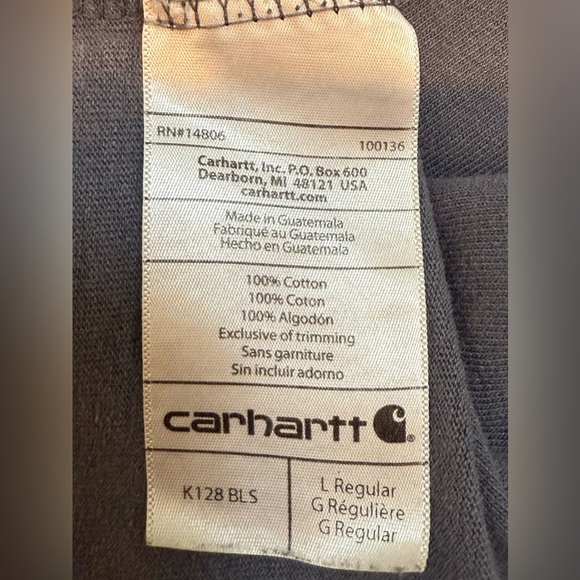 RN#14806 100136
Carhartt, Inc. P.O. Box 600
Dearborn, MI 48121 USA
carhartt.com
Made in Guatemala
Fabriqué au Guatemala
Hecho en Guatemala
100% Cotton
100% Coton
100% Algodón
Exclusive of trimming
Sans garniture
Sin incluir adorno
carhartt
K128 BLS
L Regular
G Régulière
G Regular